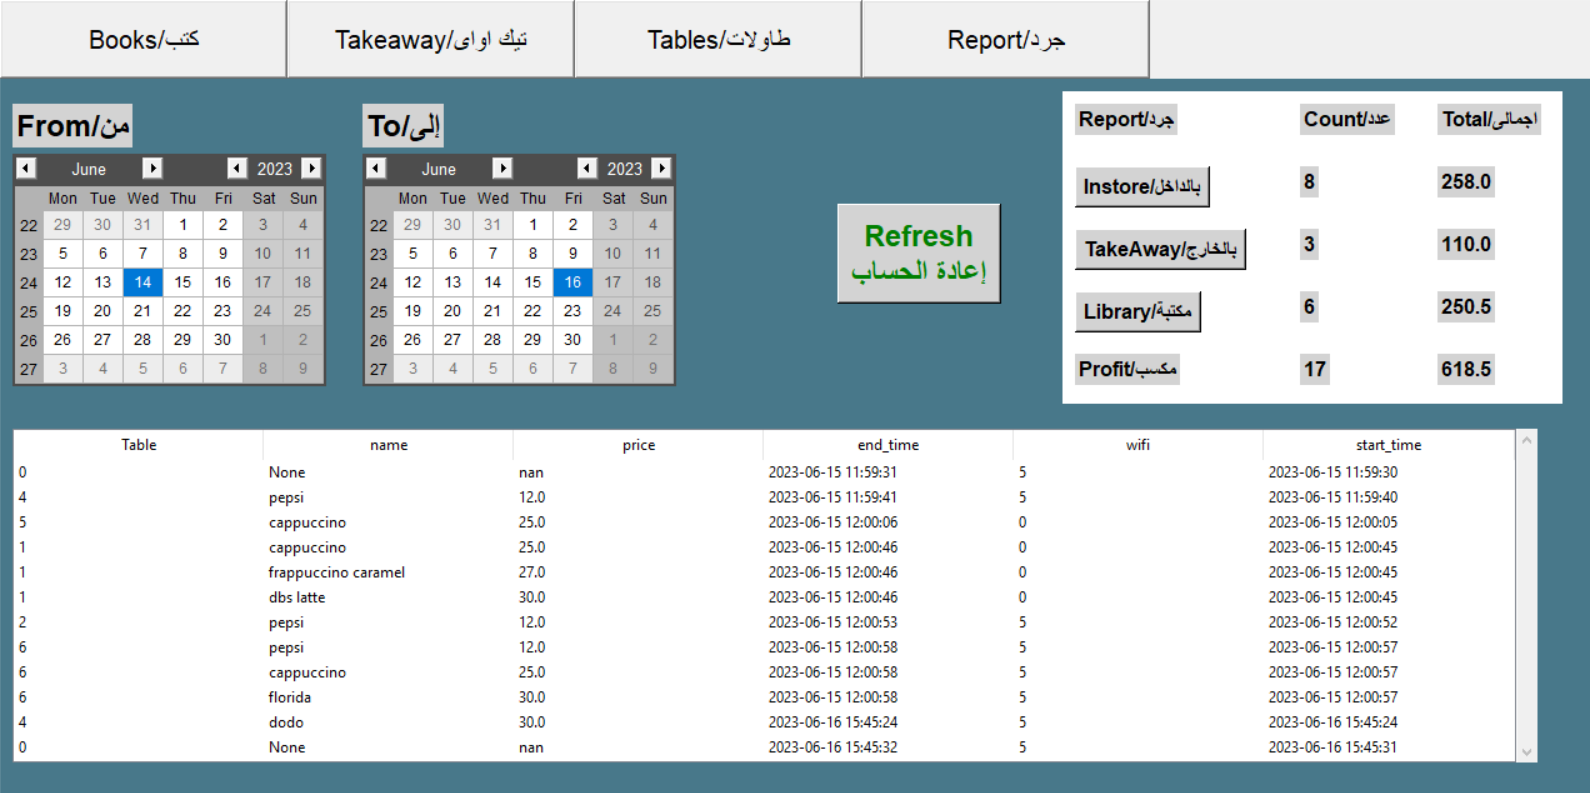 Books/كتب Takeaway/تيك اواى Tables/طاولات Report/جرد
From/من
June 2023
Mon Tue Wed Thu Fri Sat Sun
22 29 30 31 1 2 3 4
23 5 6 7 8 9 10 11
24 12 13 14 15 16 17 18
25 19 20 21 22 23 24 25
26 26 27 28 29 30 1 2
27 3 4 5 6 7 8 9
To/إلى
June 2023
Mon Tue Wed Thu Fri Sat Sun
22 29 30 31 1 2 3 4
23 5 6 7 8 9 10 11
24 12 13 14 15 16 17 18
25 19 20 21 22 23 24 25
26 26 27 28 29 30 1 2
27 3 4 5 6 7 8 9
Refresh
إعادة الحساب
Report/جرد Count/عدد Total/اجمالى
Instore/بالداخل 8 258.0
TakeAway/بالخارج 3 110.0
Library/مكتبة 6 250.5
Profit/مكسب 17 618.5
Table name price end_time wifi start_time
0 None nan 2023-06-15 11:59:31 5 2023-06-15 11:59:30
4 pepsi 12.0 2023-06-15 11:59:41 5 2023-06-15 11:59:40
5 cappuccino 25.0 2023-06-15 12:00:06 0 2023-06-15 12:00:05
1 cappuccino 25.0 2023-06-15 12:00:46 0 2023-06-15 12:00:45
1 frappuccino caramel 27.0 2023-06-15 12:00:46 0 2023-06-15 12:00:45
1 dbs latte 30.0 2023-06-15 12:00:46 0 2023-06-15 12:00:45
2 pepsi 12.0 2023-06-15 12:00:53 5 2023-06-15 12:00:52
6 pepsi 12.0 2023-06-15 12:00:58 5 2023-06-15 12:00:57
6 cappuccino 25.0 2023-06-15 12:00:58 5 2023-06-15 12:00:57
6 florida 30.0 2023-06-15 12:00:58 5 2023-06-15 12:00:57
4 dodo 30.0 2023-06-16 15:45:24 5 2023-06-16 15:45:24
0 None nan 2023-06-16 15:45:32 5 2023-06-16 15:45:31